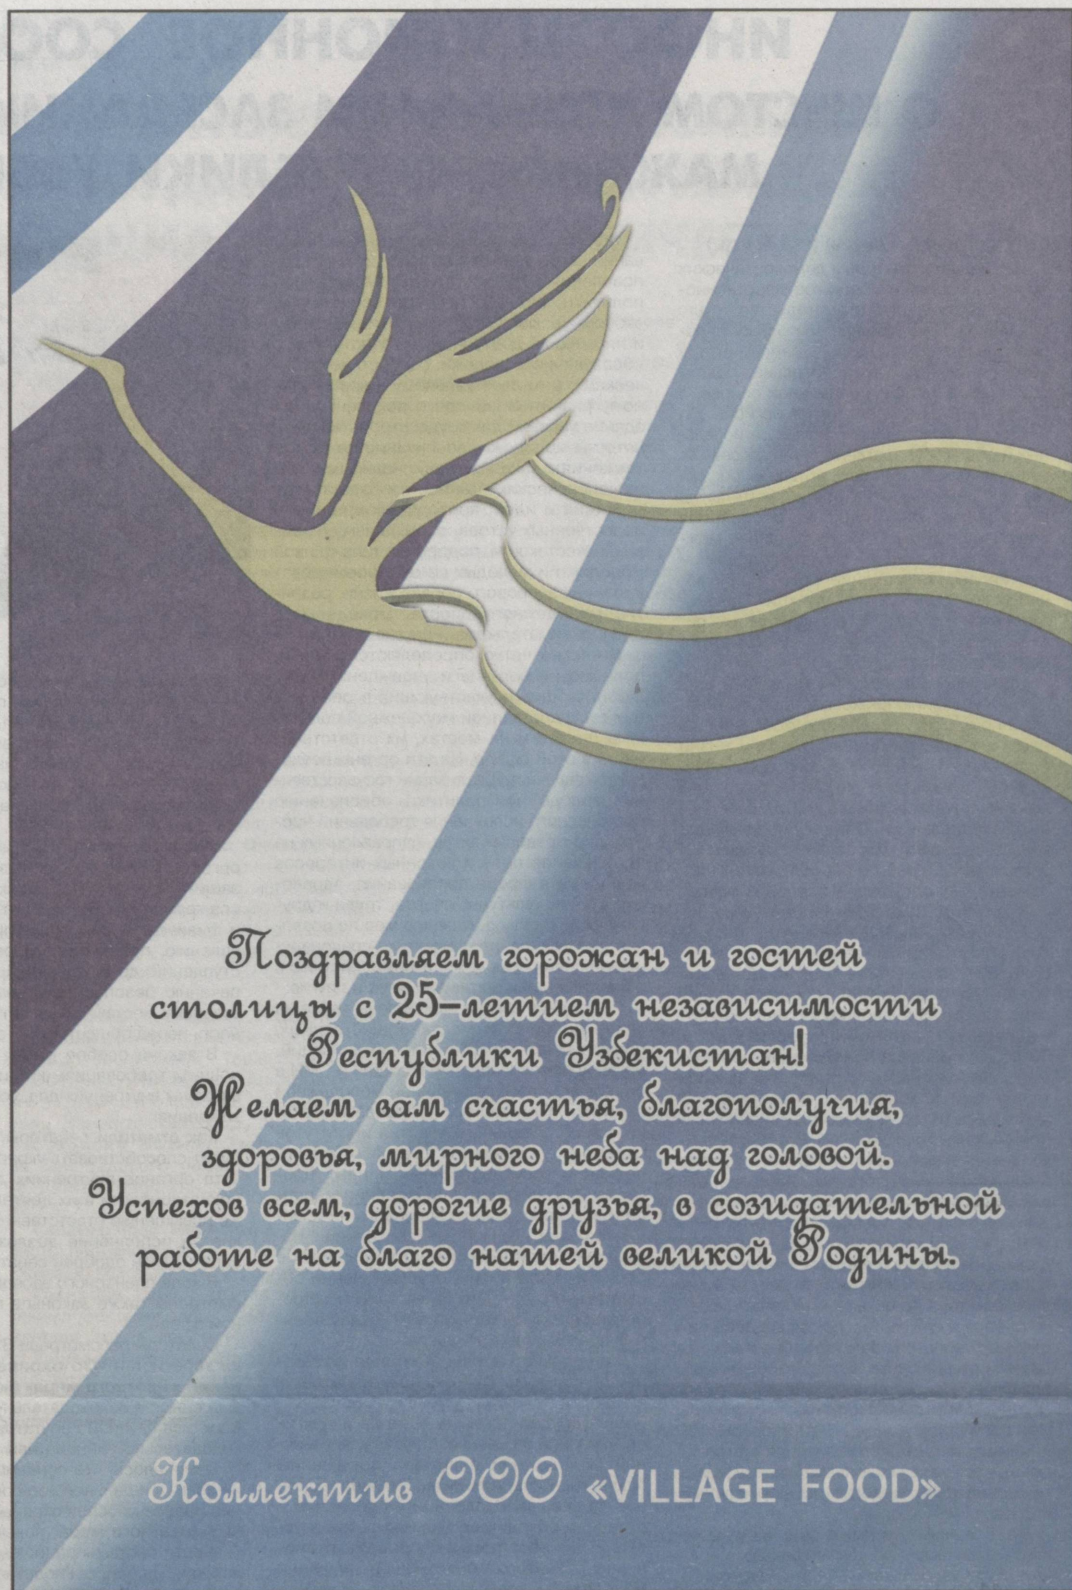 Поздравляем горожан и гостей
столицы с 25-летием независимости
Республики Узбекистан!
Желаем вам счастья, благополучия,
здоровья, мирного неба над головой.
Успехов всем, дорогие друзья, в созидательной
работе на благо нашей великой Родины.
Коллектив ООО «VILLAGE FOOD»